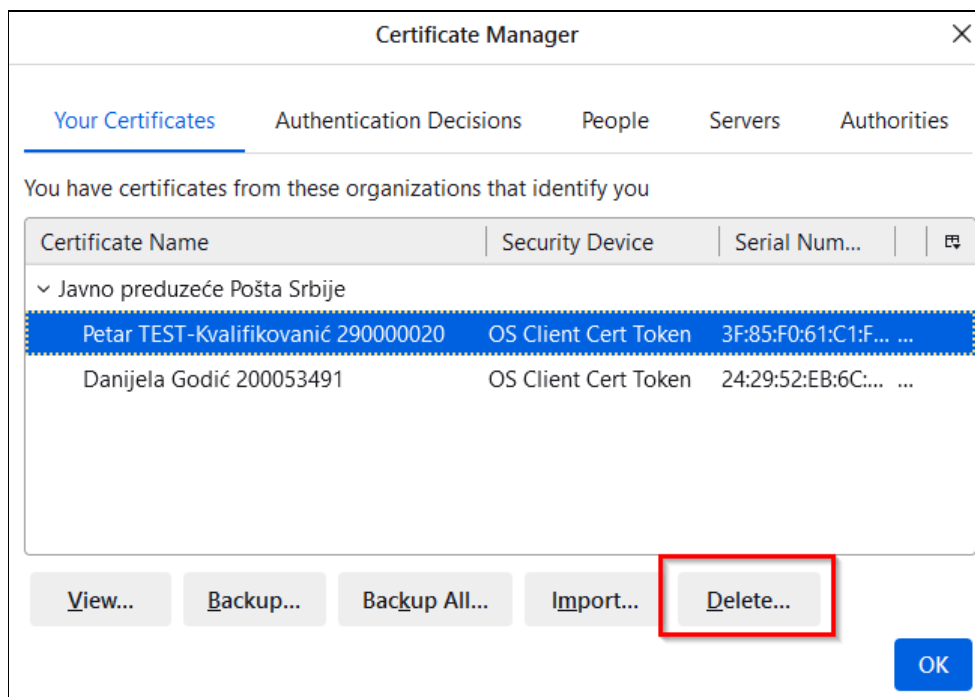 Certificate Manager
Your Certificates Authentication Decisions People Servers Authorities
You have certificates from these organizations that identify you
Certificate Name Security Device Serial Num...
Javno preduzeće Pošta Srbije
Petar TEST-Kvalifikovanić 290000020 OS Client Cert Token 3F:85:F0:61:C1:F... ...
Danijela Godić 200053491 OS Client Cert Token 24:29:52:EB:6C:... ...
View... Backup... Backup All... Import... Delete...
OK